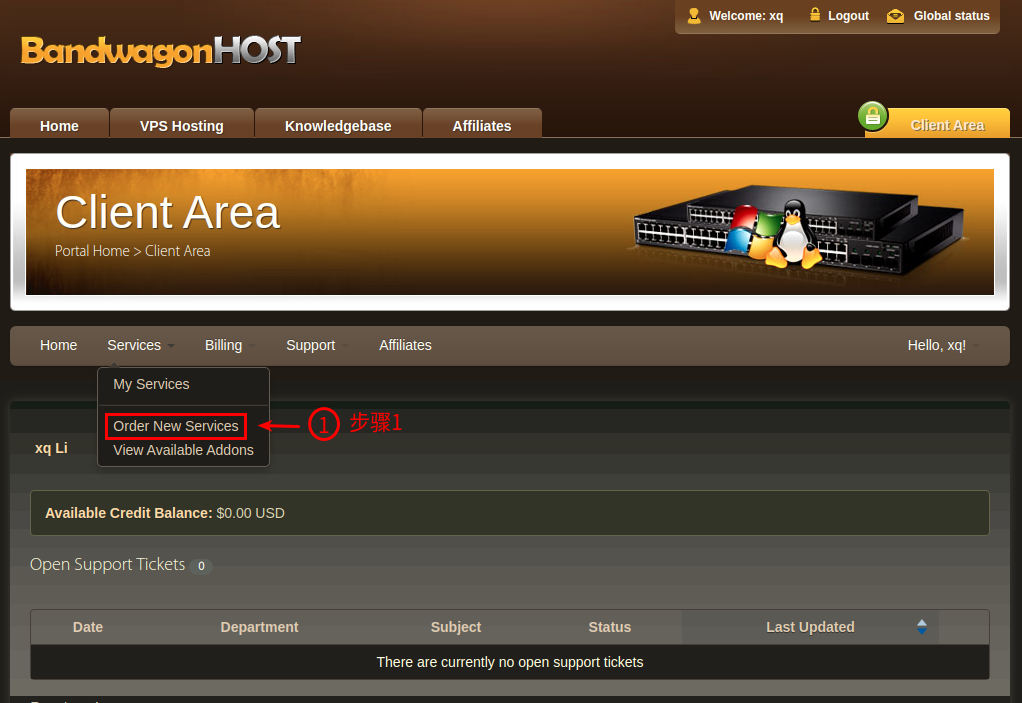 Welcome: xq Logout Global status
BandwagonHOST
Home VPS Hosting Knowledgebase Affiliates Client Area
Client Area
Portal Home > Client Area
Home Services Billing Support Affiliates Hello, xq!
My Services
Order New Services ① 步骤1
View Available Addons
xq Li
Available Credit Balance: $0.00 USD
Open Support Tickets 0
Date Department Subject Status Last Updated
There are currently no open support tickets